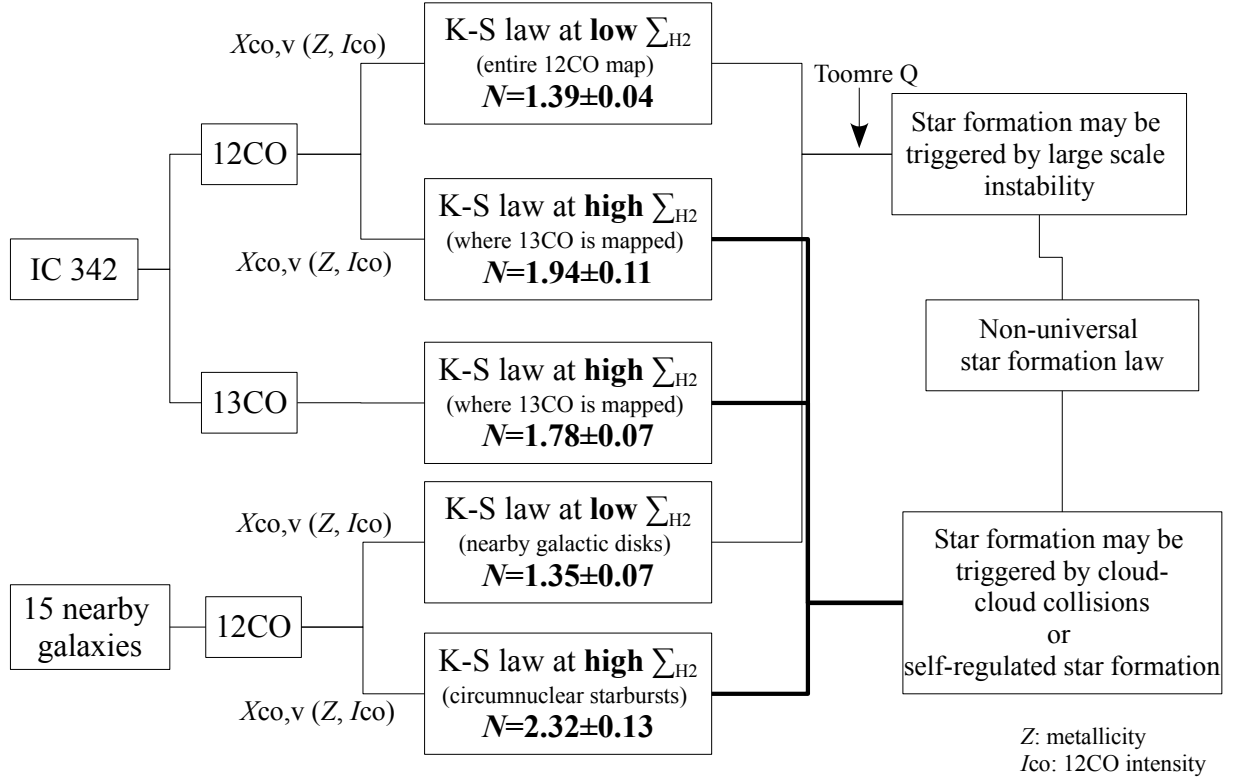 Xco,v (Z, Ico)
K-S law at low ∑H2
(entire 12CO map)
N=1.39±0.04
Toomre Q
Star formation may be
triggered by large scale
instability
12CO
K-S law at high ∑H2
(where 13CO is mapped)
N=1.94±0.11
Xco,v (Z, Ico)
IC 342
Non-universal
star formation law
13CO
K-S law at high ∑H2
(where 13CO is mapped)
N=1.78±0.07
Xco,v (Z, Ico)
K-S law at low ∑H2
(nearby galactic disks)
N=1.35±0.07
Star formation may be
triggered by cloud-
cloud collisions
or
self-regulated star formation
15 nearby
galaxies
12CO
K-S law at high ∑H2
(circumnuclear starbursts)
N=2.32±0.13
Xco,v (Z, Ico)
Z: metallicity
Ico: 12CO intensity